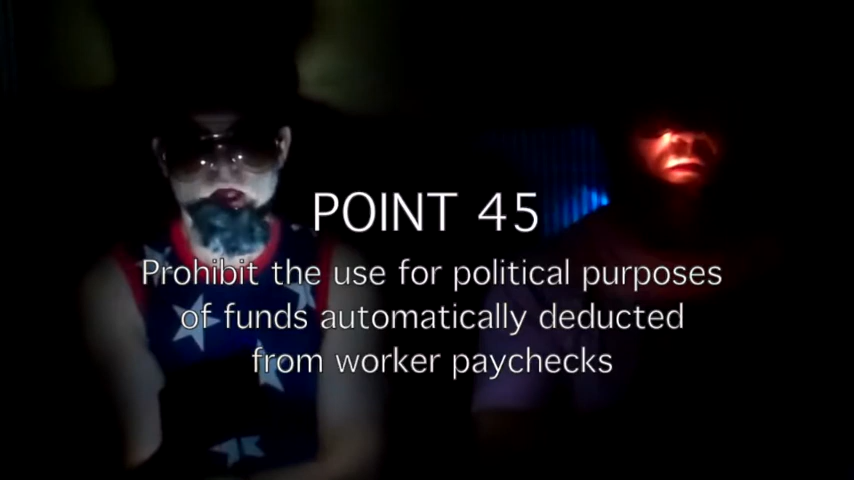 POINT 45
Prohibit the use for political purposes
of funds automatically deducted
from worker paychecks